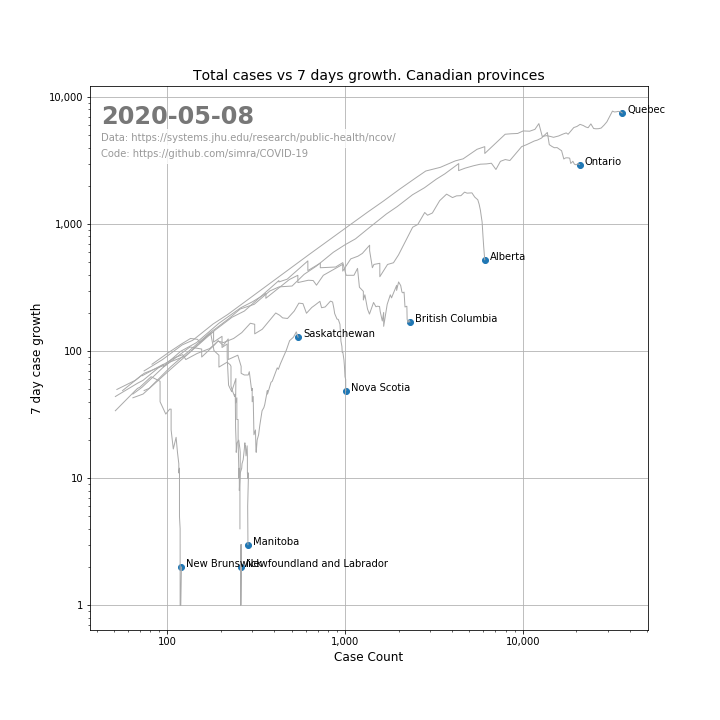 Total cases vs 7 days growth. Canadian provinces
10,000
2020-05-08
Quebec
Data: https://systems.jhu.edu/research/public-health/ncov/
Code: https://github.com/simra/COVID-19
Ontario
1,000
Alberta
British Columbia
Saskatchewan
100
7 day case growth
Nova Scotia
10
Manitoba
New Brunswick
Newfoundland and Labrador
1
100
1,000
10,000
Case Count